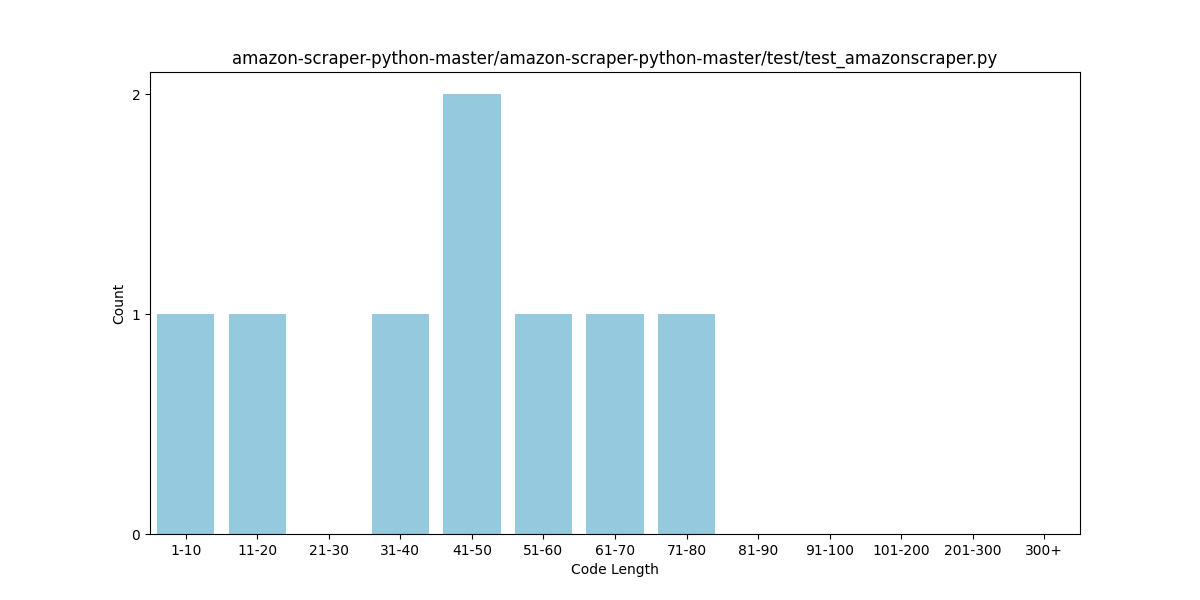 amazon-scraper-python-master/amazon-scraper-python-master/test/test_amazonscraper.py
2
1
0
Count
1-10 11-20 21-30 31-40 41-50 51-60 61-70 71-80 81-90 91-100 101-200 201-300 300+
Code Length